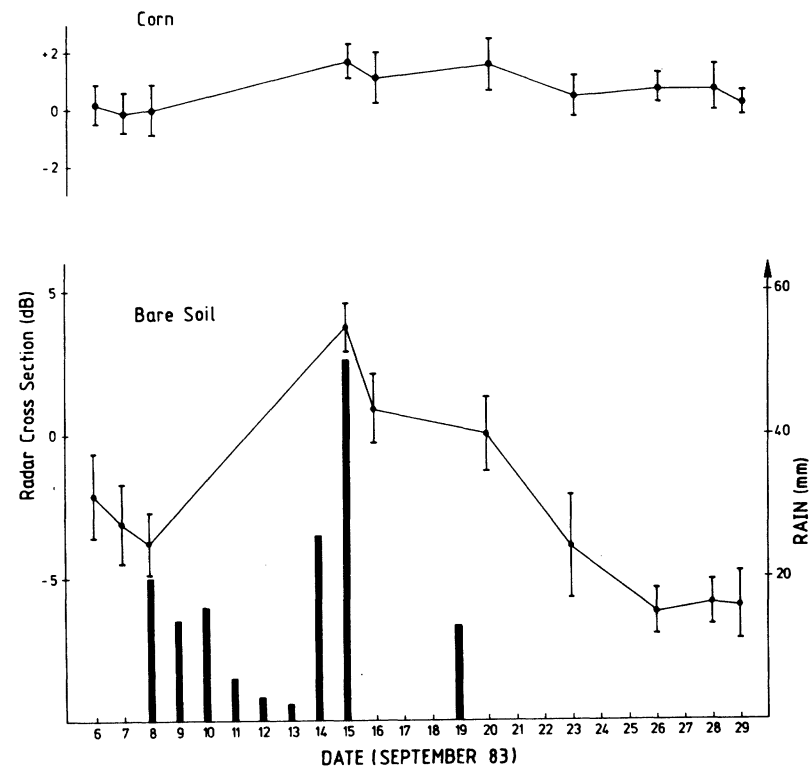 Corn
+2
0
-2
Bare Soil
Radar Cross Section (dB)
5
0
-5
60
40
20
RAIN (mm)
6 7 8 9 10 11 12 13 14 15 16 17 18 19 20 21 22 23 24 25 26 27 28 29
DATE (SEPTEMBER 83)